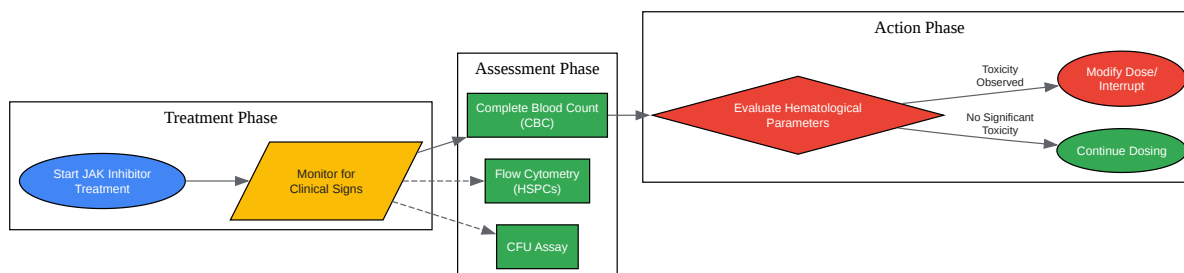 Treatment Phase
Start JAK Inhibitor
Treatment
Monitor for
Clinical Signs
Assessment Phase
Complete Blood Count
(CBC)
Flow Cytometry
(HSPCs)
CFU Assay
Action Phase
Evaluate Hematological
Parameters
Toxicity
Observed
No Significant
Toxicity
Modify Dose/
Interrupt
Continue Dosing